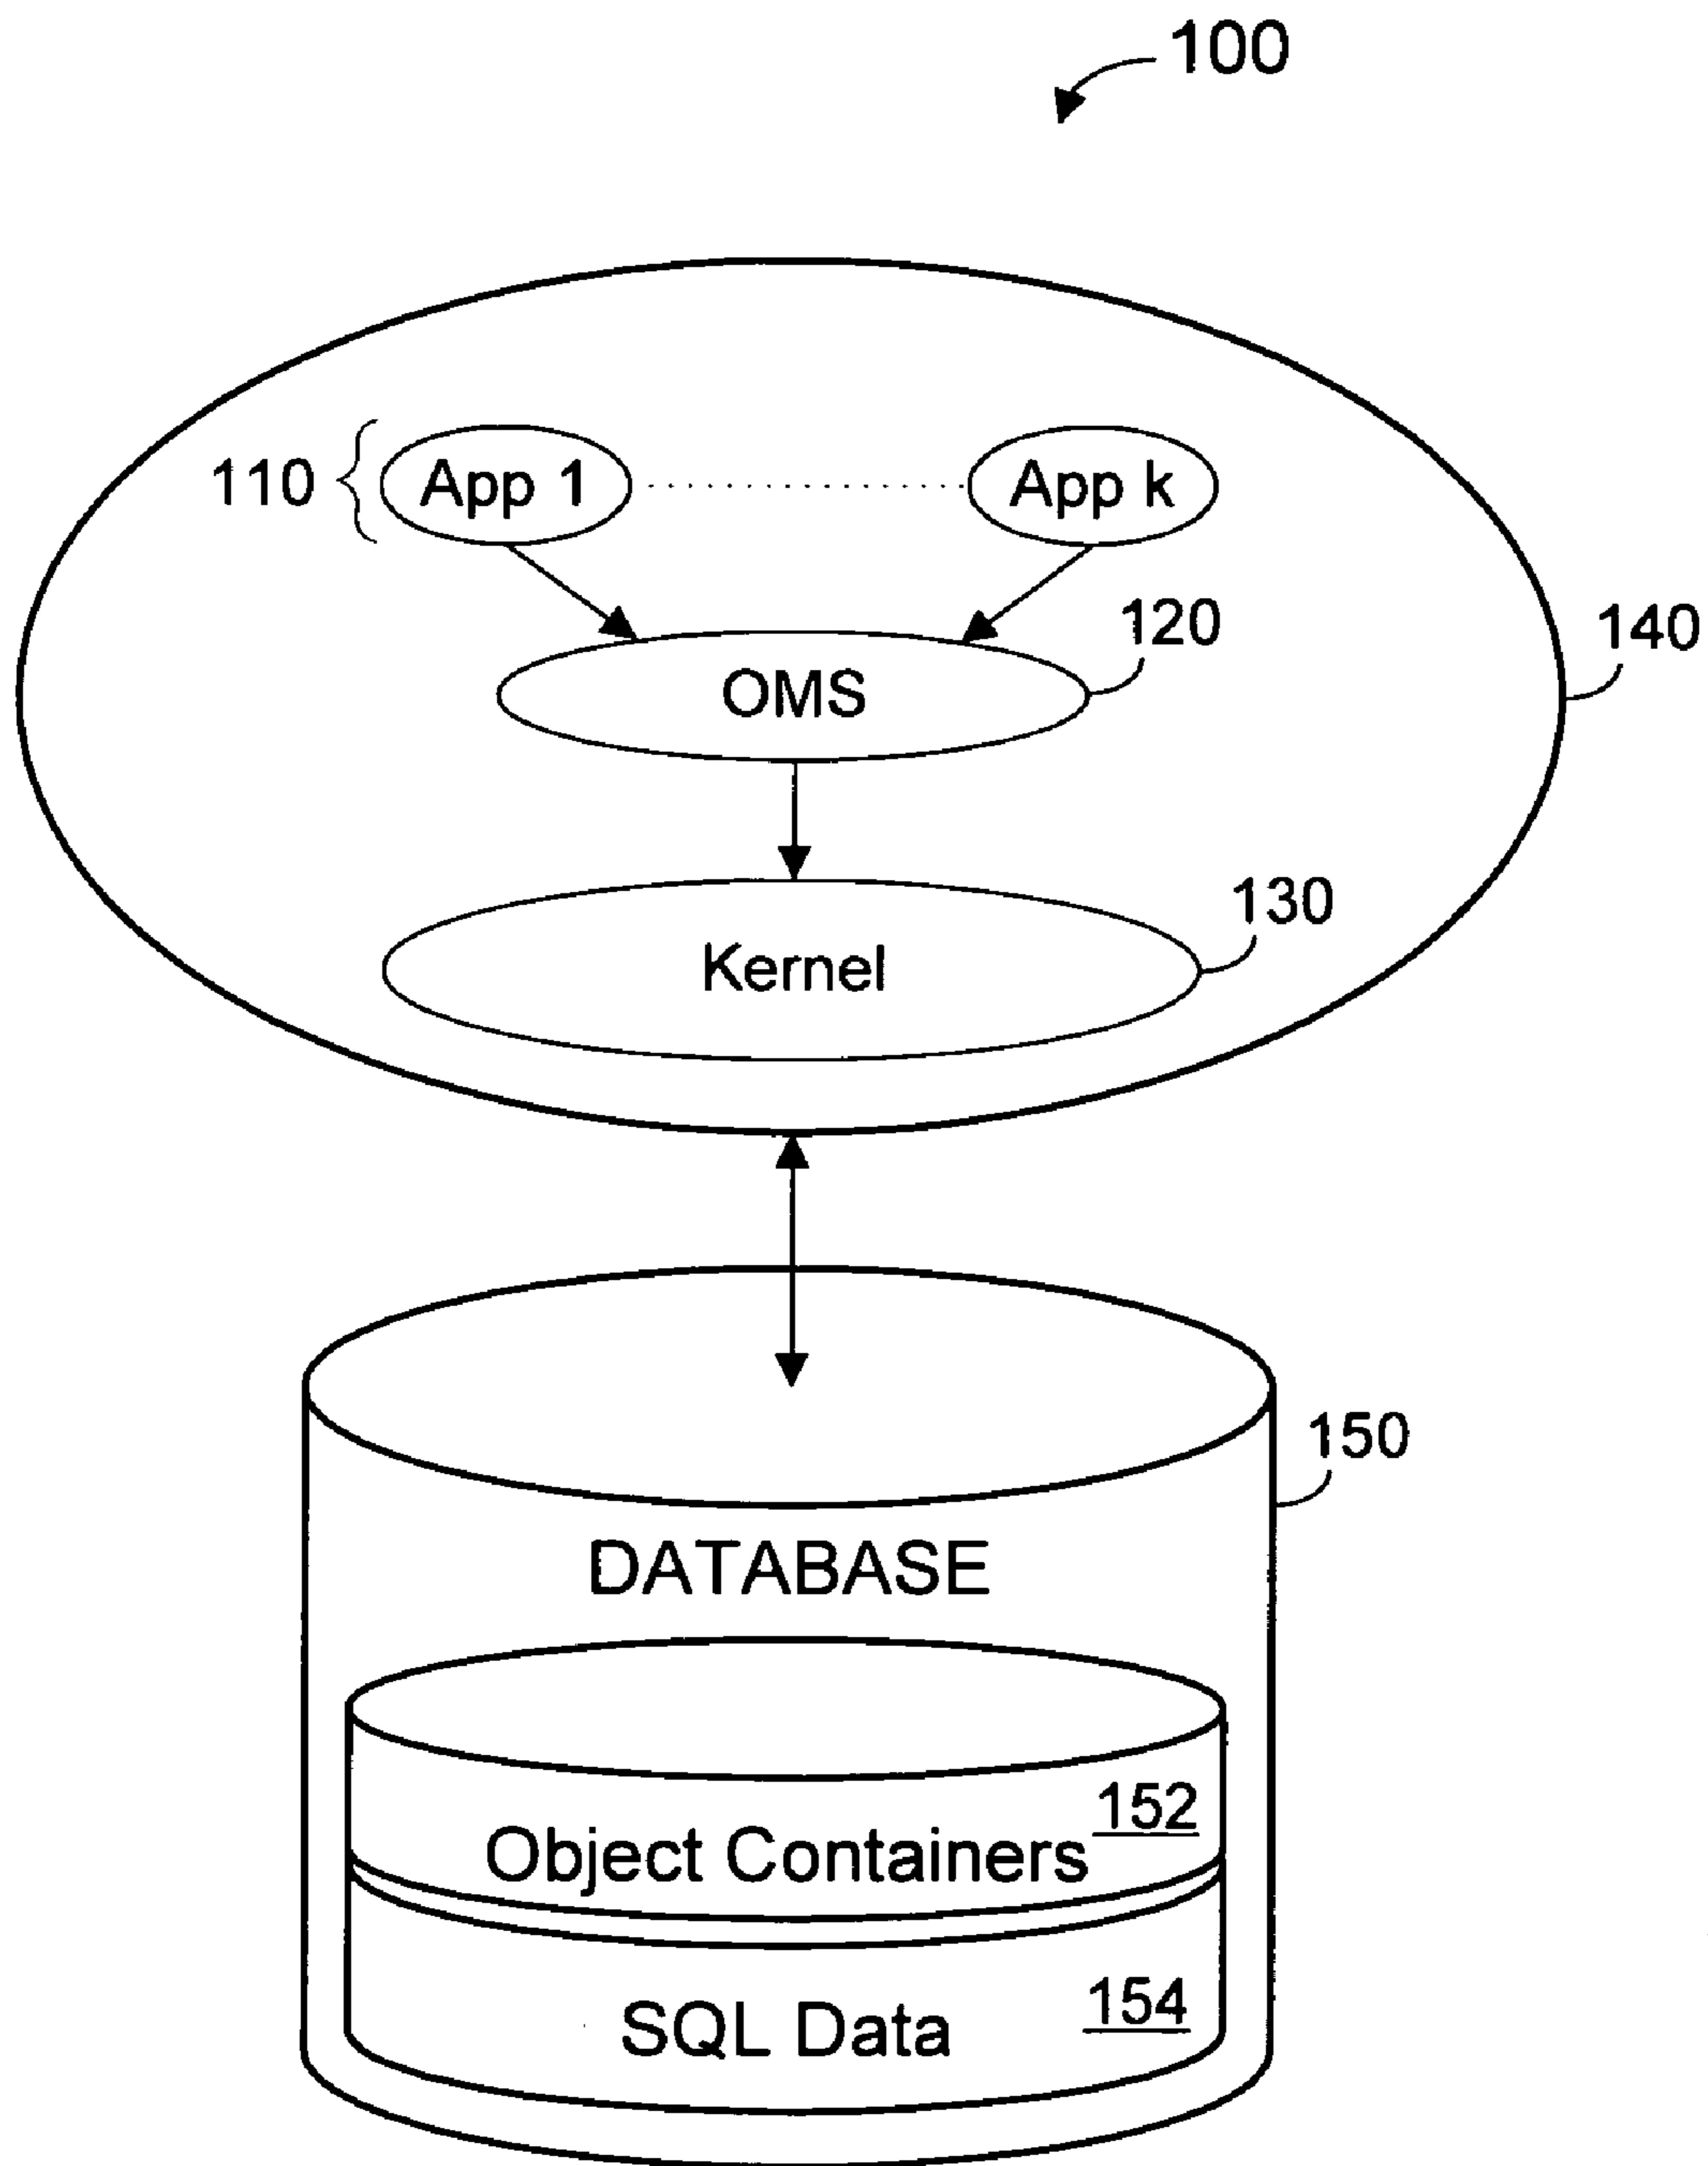 100
110 App 1 App k
120
140
OMS
130
Kernel
150
DATABASE
152
Object Containers
154
SQL Data